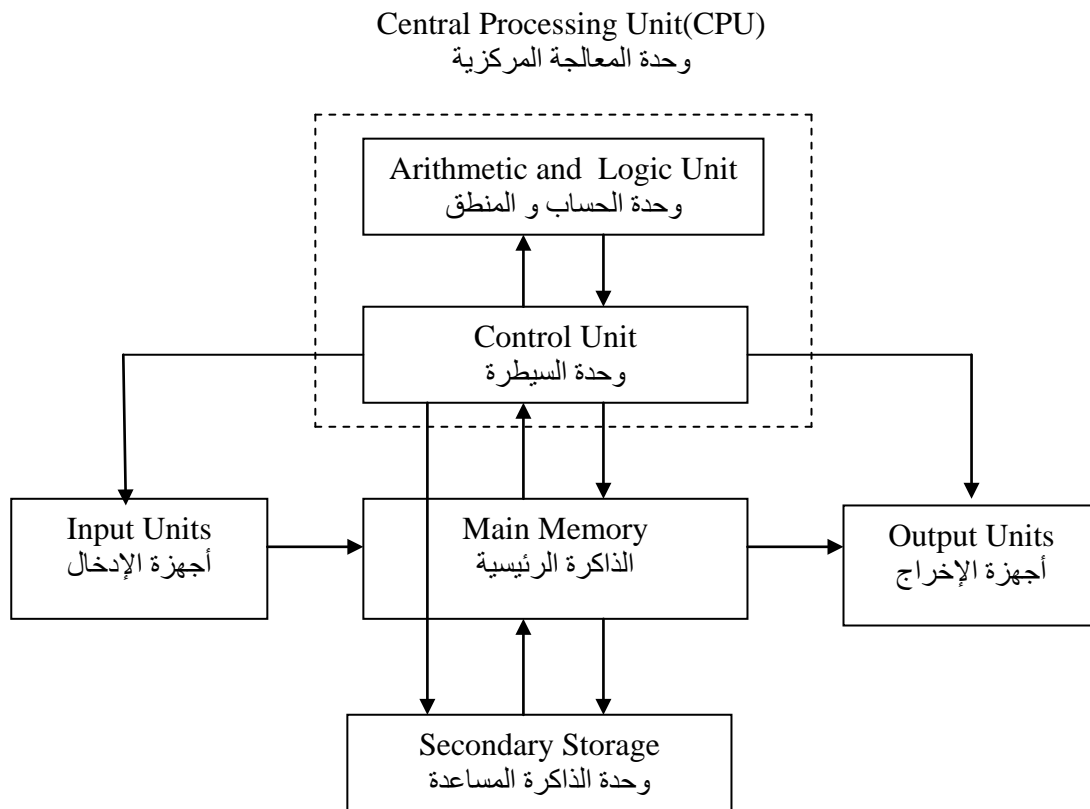 Central Processing Unit(CPU)
وحدة المعالجة المركزية
Arithmetic and Logic Unit
وحدة الحساب و المنطق
Control Unit
وحدة السيطرة
Input Units
أجهزة الإدخال
Main Memory
الذاكرة الرئيسية
Output Units
أجهزة الإخراج
Secondary Storage
وحدة الذاكرة المساعدة